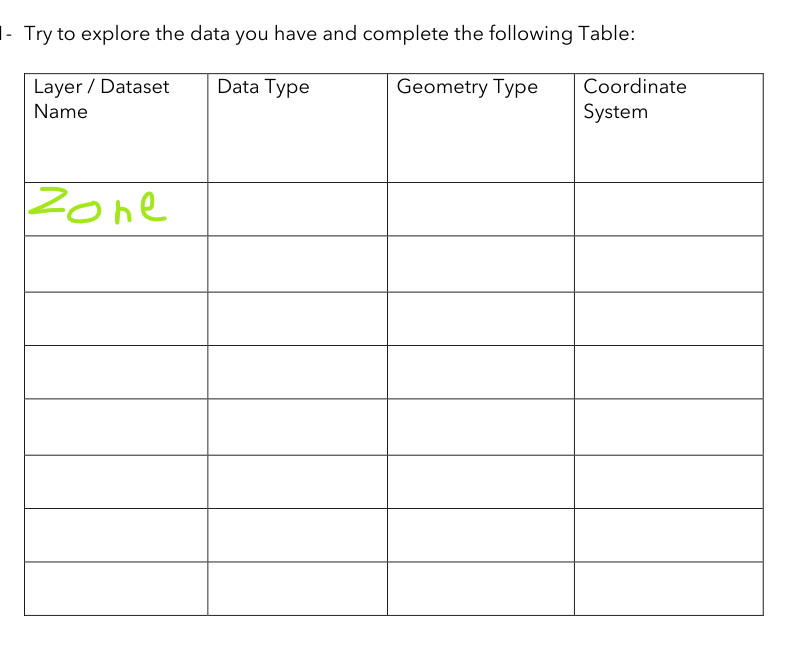 1- Try to explore the data you have and complete the following Table:
Layer / Dataset Name
Data Type
Geometry Type
Coordinate System
Zone